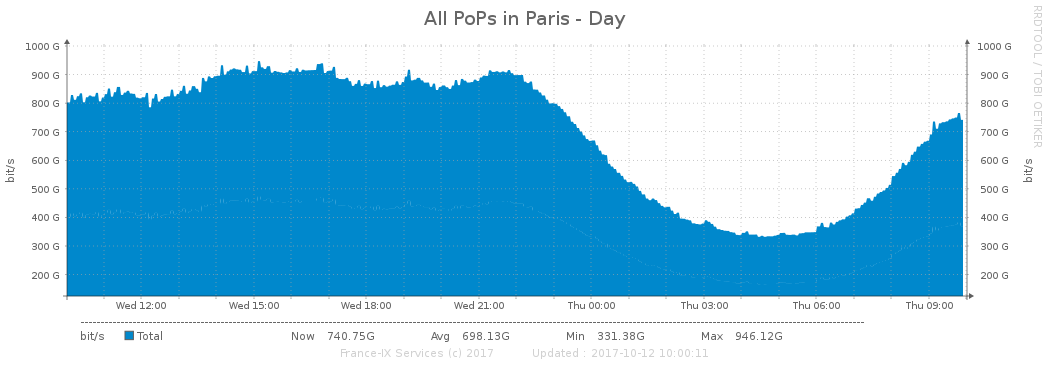 All PoPs in Paris - Day
RRDTOOL / TOBI OETIKER
1000 G 1000 G
900 G 900 G
800 G 800 G
700 G 700 G
600 G 600 G
500 G 500 G
400 G 400 G
300 G 300 G
200 G 200 G
bit/s bit/s
Wed 12:00 Wed 15:00 Wed 18:00 Wed 21:00 Thu 00:00 Thu 03:00 Thu 06:00 Thu 09:00
bit/s Total Now 740.75G Avg 698.13G Min 331.38G Max 946.12G
France-IX Services (c) 2017 Updated : 2017-10-12 10:00:11